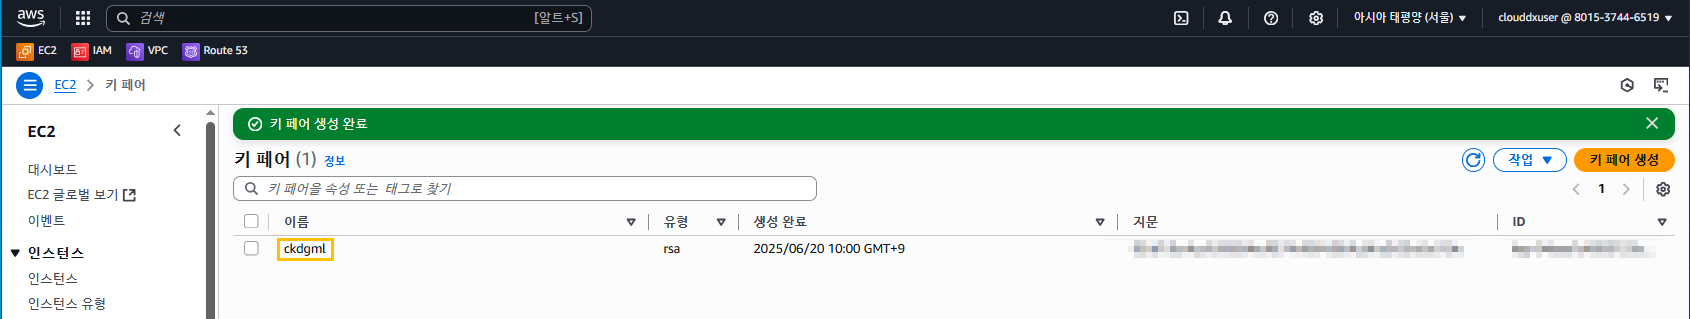 aws 검색 [알트+S] 아시아 태평양 (서울) clouddxuser @ 8015-3744-6519
EC2 IAM VPC Route 53
EC2 키 페어
EC2
대시보드
EC2 글로벌 보기
이벤트
인스턴스
인스턴스
인스턴스 유형
키 페어 생성 완료
키 페어 (1) 정보 작업 키 페어 생성
키 페어을 속성 또는 태그로 찾기 1
이름 유형 생성 완료 지문 ID
ckdgml rsa 2025/06/20 10:00 GMT+9